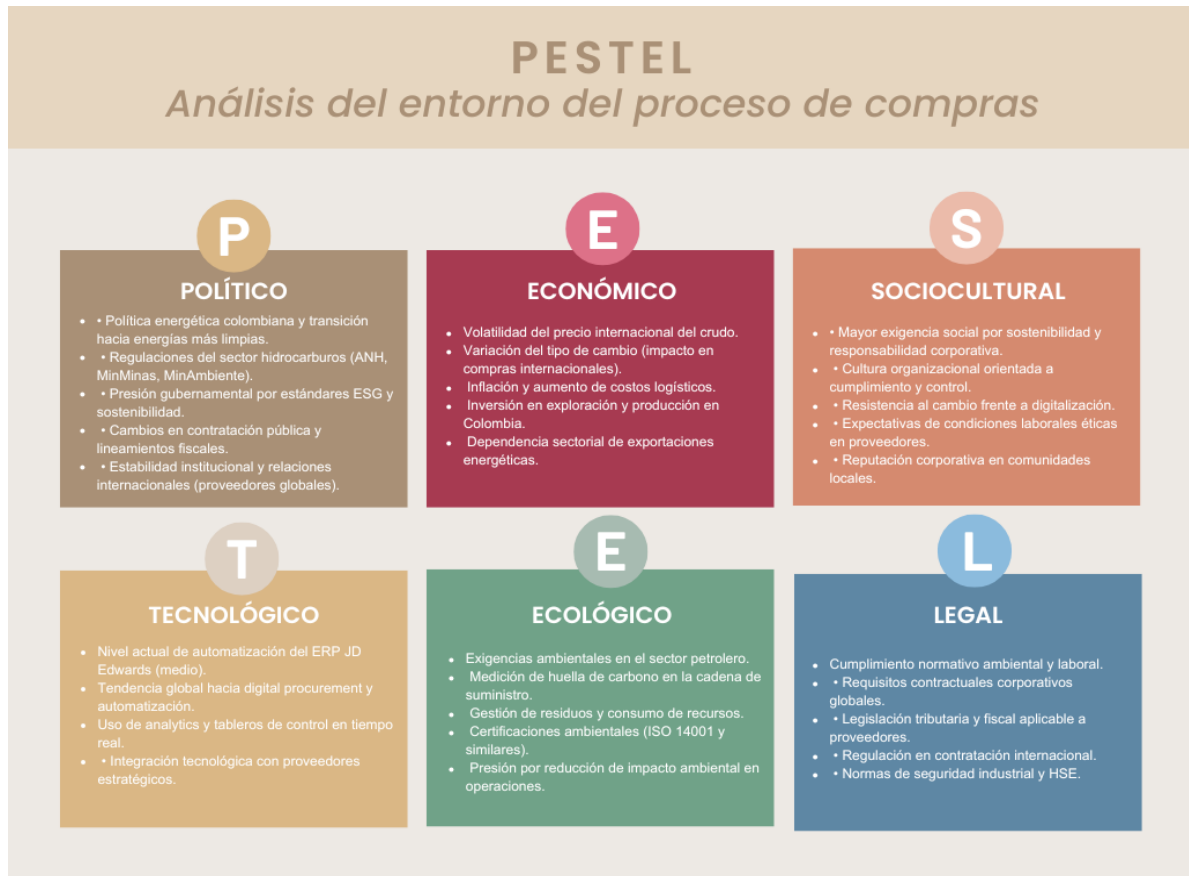 PESTEL
Análisis del entorno del proceso de compras
P
POLÍTICO
• • Política energética colombiana y transición
hacia energías más limpias.
• • Regulaciones del sector hidrocarburos (ANH,
MinMinas, MinAmbiente).
• • Presión gubernamental por estándares ESG y
sostenibilidad.
• • Cambios en contratación pública y
lineamientos fiscales.
• • Estabilidad institucional y relaciones
internacionales (proveedores globales).
E
ECONÓMICO
• Volatilidad del precio internacional del crudo.
• Variación del tipo de cambio (impacto en
compras internacionales).
• Inflación y aumento de costos logísticos.
• Inversión en exploración y producción en
Colombia.
• Dependencia sectorial de exportaciones
energéticas.
S
SOCIOCULTURAL
• • Mayor exigencia social por sostenibilidad y
responsabilidad corporativa.
• • Cultura organizacional orientada a
cumplimiento y control.
• • Resistencia al cambio frente a digitalización.
• • Expectativas de condiciones laborales éticas
en proveedores.
• • Reputación corporativa en comunidades
locales.
T
TECNOLÓGICO
• Nivel actual de automatización del ERP JD
Edwards (medio).
• Tendencia global hacia digital procurement y
automatización.
• Uso de analytics y tableros de control en tiempo
real.
• • Integración tecnológica con proveedores
estratégicos.
E
ECOLÓGICO
• Exigencias ambientales en el sector petrolero.
• Medición de huella de carbono en la cadena de
suministro.
• Gestión de residuos y consumo de recursos.
• Certificaciones ambientales (ISO 14001 y
similares).
• Presión por reducción de impacto ambiental en
operaciones.
L
LEGAL
• Cumplimiento normativo ambiental y laboral.
• • Requisitos contractuales corporativos
globales.
• • Legislación tributaria y fiscal aplicable a
proveedores.
• • Regulación en contratación internacional.
• • Normas de seguridad industrial y HSE.